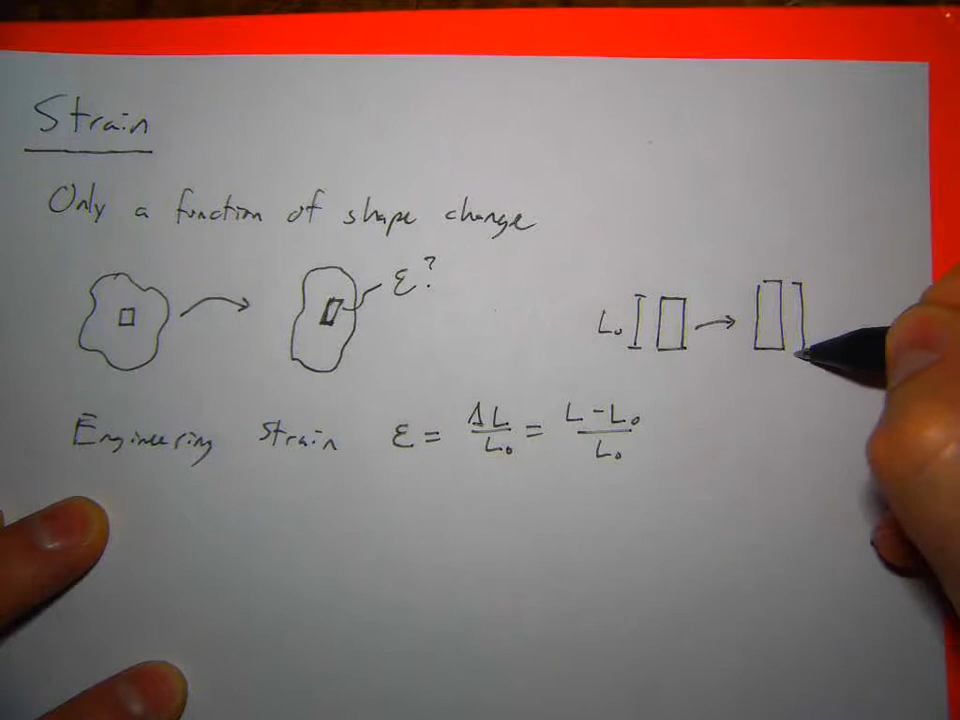 Strain
Only a function of shape change
ε?
L₀
Engineering Strain ε = ΔL/L₀ = L - L₀/L₀